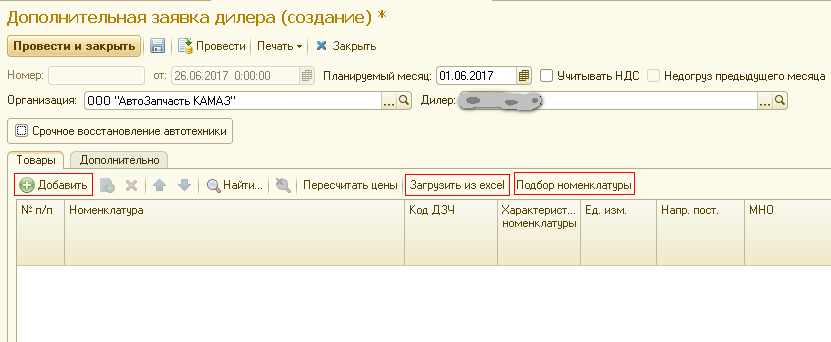 Дополнительная заявка дилера (создание) *
Провести и закрыть Провести Печать Закрыть
Номер: от: 26.06.2017 0:00:00 Планируемый месяц: 01.06.2017 Учитывать НДС Недогруз предыдущего месяца
Организация: ООО "АвтоЗапчасть КАМАЗ" ... Дилер: ...
Срочное восстановление автотехники
Товары Дополнительно
Добавить Найти... Пересчитать цены Загрузить из excel Подбор номенклатуры
№ п/п Номенклатура Код ДЗЧ Характерист... Ед. изм. Напр. пост. МНО
номенклатуры